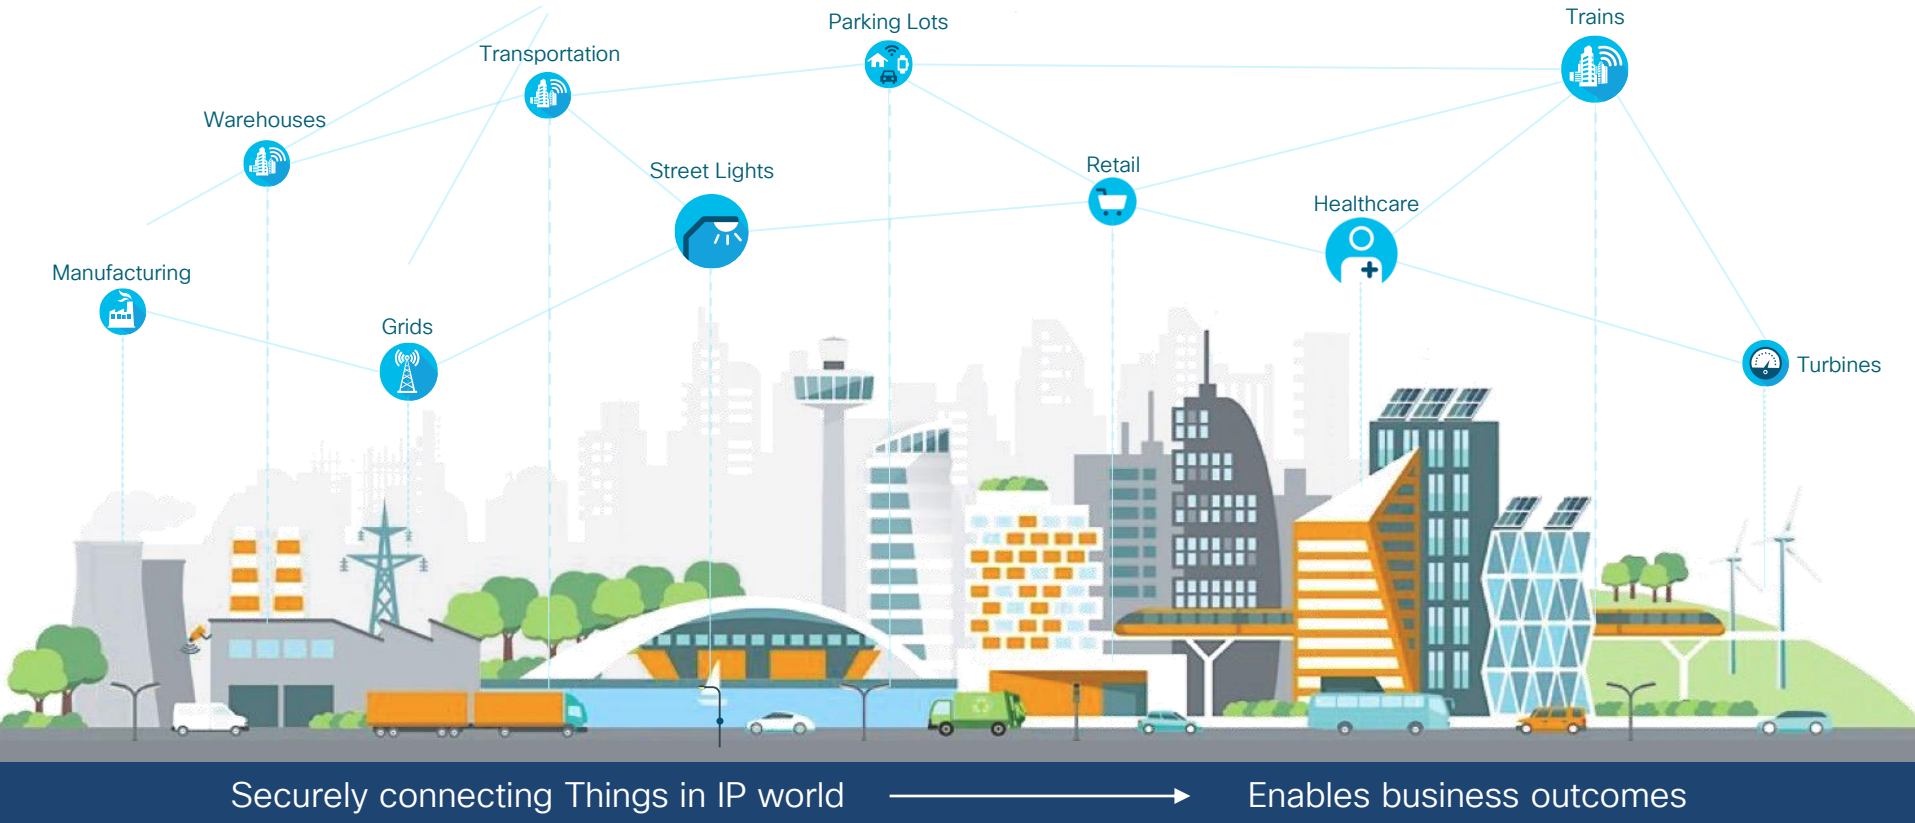 Parking Lots
Trains
Transportation
Warehouses
Street Lights
Retail
Healthcare
Manufacturing
Grids
Turbines
Securely connecting Things in IP world
Enables business outcomes